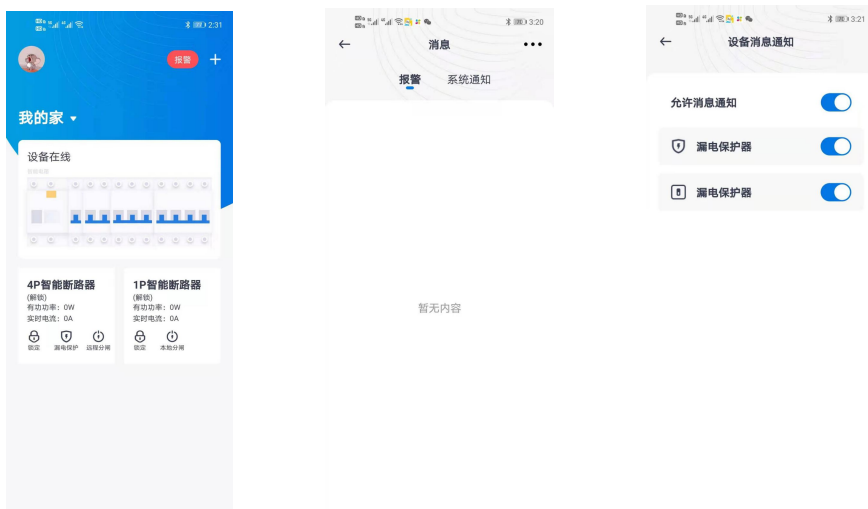 2:31
报警
我的家
设备在线
4P智能断路器
(解锁)
有功功率: 0W
实时电流: 0A
锁定
漏电保护
远程分闸
1P智能断路器
(解锁)
有功功率: 0W
实时电流: 0A
锁定
本地分闸
3:20
消息
报警
系统通知
暂无内容
3:21
设备消息通知
允许消息通知
漏电保护器
漏电保护器